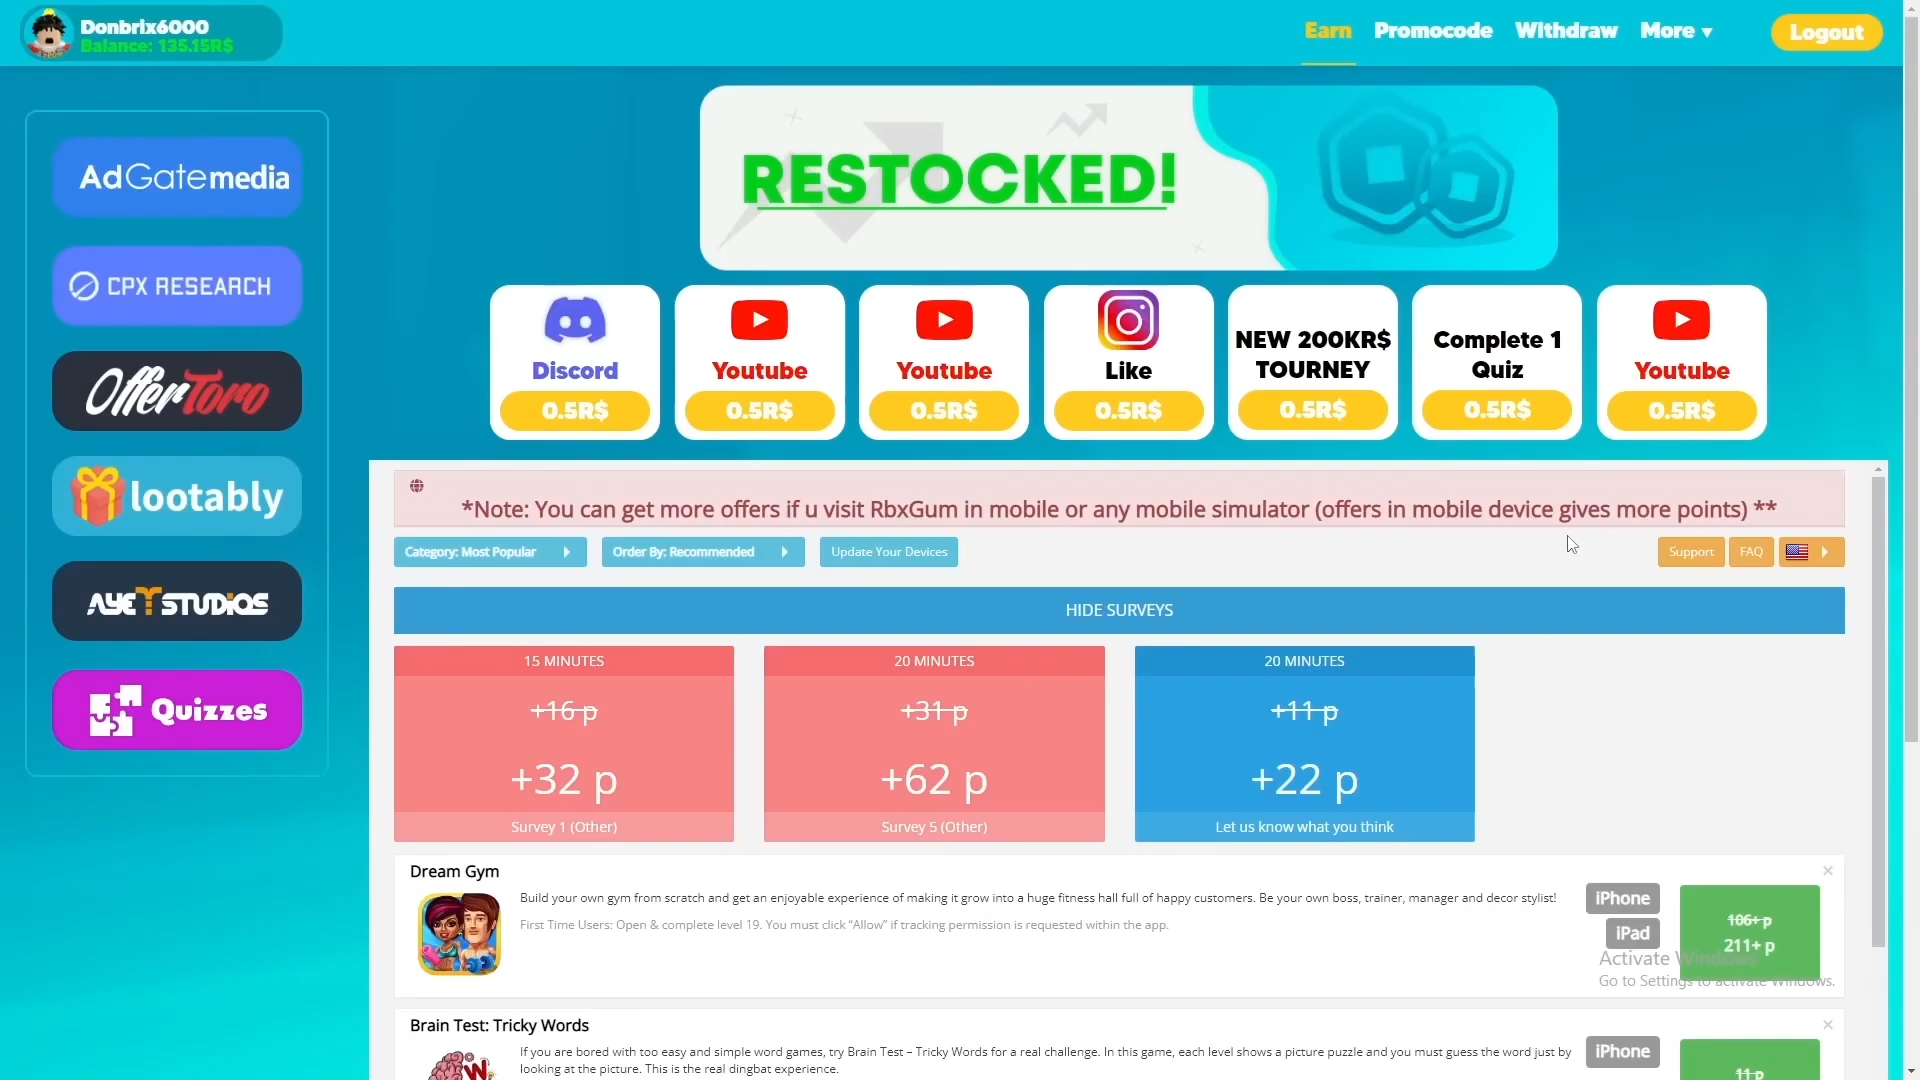 Donbrix6000
Balance: 135.15R$
Earn
Promocode
Withdraw
More ▼
Logout
AdGatemedia
CPX RESEARCH
OfferToro
lootably
AYET STUDIOS
Quizzes
RESTOCKED!
Discord
0.5R$
Youtube
0.5R$
Youtube
0.5R$
Like
0.5R$
NEW 200KR$
TOURNEY
0.5R$
Complete 1
Quiz
0.5R$
Youtube
0.5R$
*Note: You can get more offers if u visit RbxGum in mobile or any mobile simulator (offers in mobile device gives more points) **
Category: Most Popular
Order By: Recommended
Update Your Devices
Support
FAQ
HIDE SURVEYS
15 MINUTES
+16 p
+32 p
Survey 1 (Other)
20 MINUTES
+31 p
+62 p
Survey 5 (Other)
20 MINUTES
+11 p
+22 p
Let us know what you think
Dream Gym
Build your own gym from scratch and get an enjoyable experience of making it grow into a huge fitness hall full of happy customers. Be your own boss, trainer, manager and decor stylist!
First Time Users: Open & complete level 19. You must click “Allow” if tracking permission is requested within the app.
iPhone
iPad
106+ p
211+ p
Activate Windows
Go to Settings to activate Windows.
Brain Test: Tricky Words
If you are bored with too easy and simple word games, try Brain Test – Tricky Words for a real challenge. In this game, each level shows a picture puzzle and you must guess the word just by
looking at the picture. This is the real dingbat experience.
W
iPhone
11 p